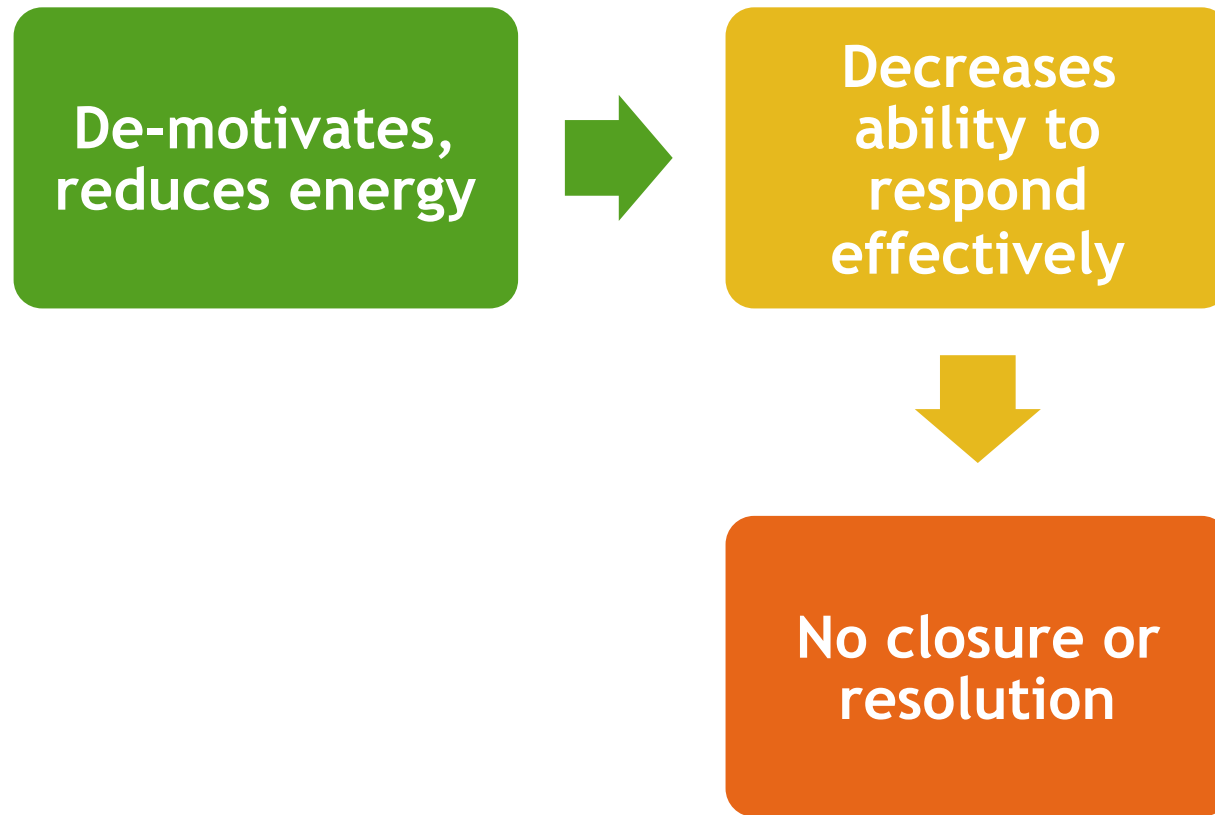 De-motivates,
reduces energy
Decreases
ability to
respond
effectively
No closure or
resolution